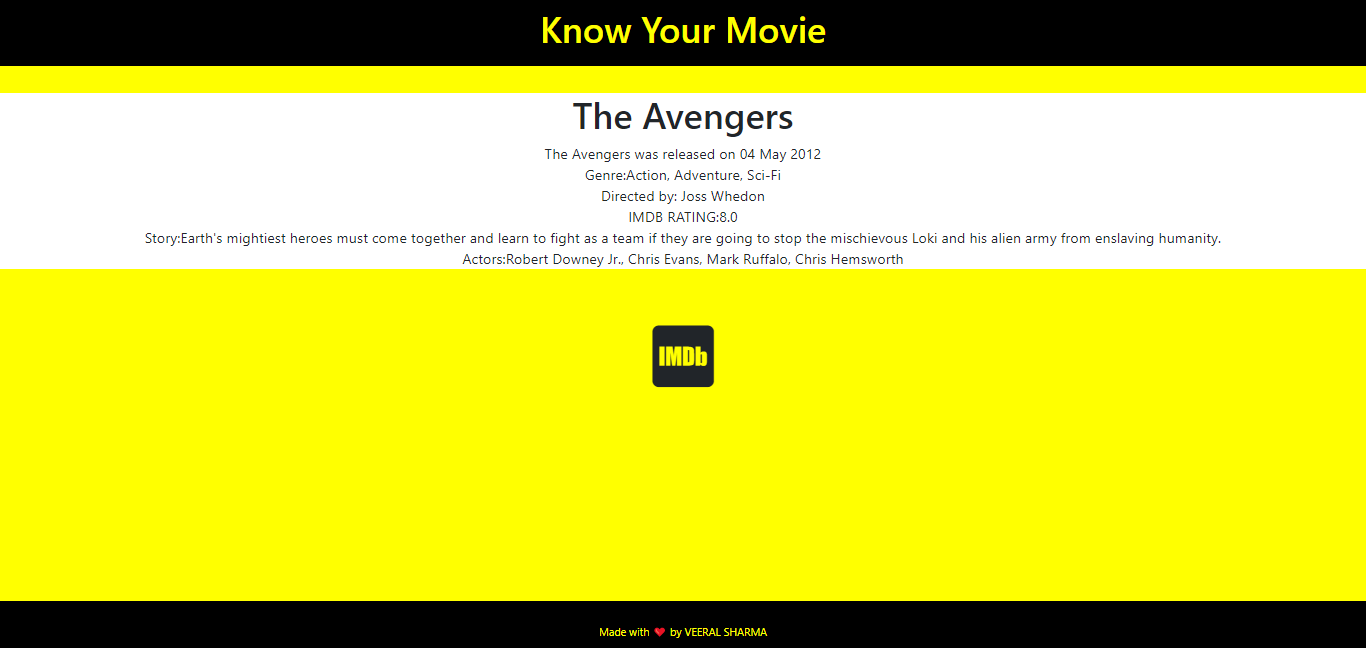 Know Your Movie
The Avengers
The Avengers was released on 04 May 2012
Genre:Action, Adventure, Sci-Fi
Directed by: Joss Whedon
IMDB RATING:8.0
Story:Earth's mightiest heroes must come together and learn to fight as a team if they are going to stop the mischievous Loki and his alien army from enslaving humanity.
Actors:Robert Downey Jr., Chris Evans, Mark Ruffalo, Chris Hemsworth
IMDb
Made with ❤ by VEERAL SHARMA